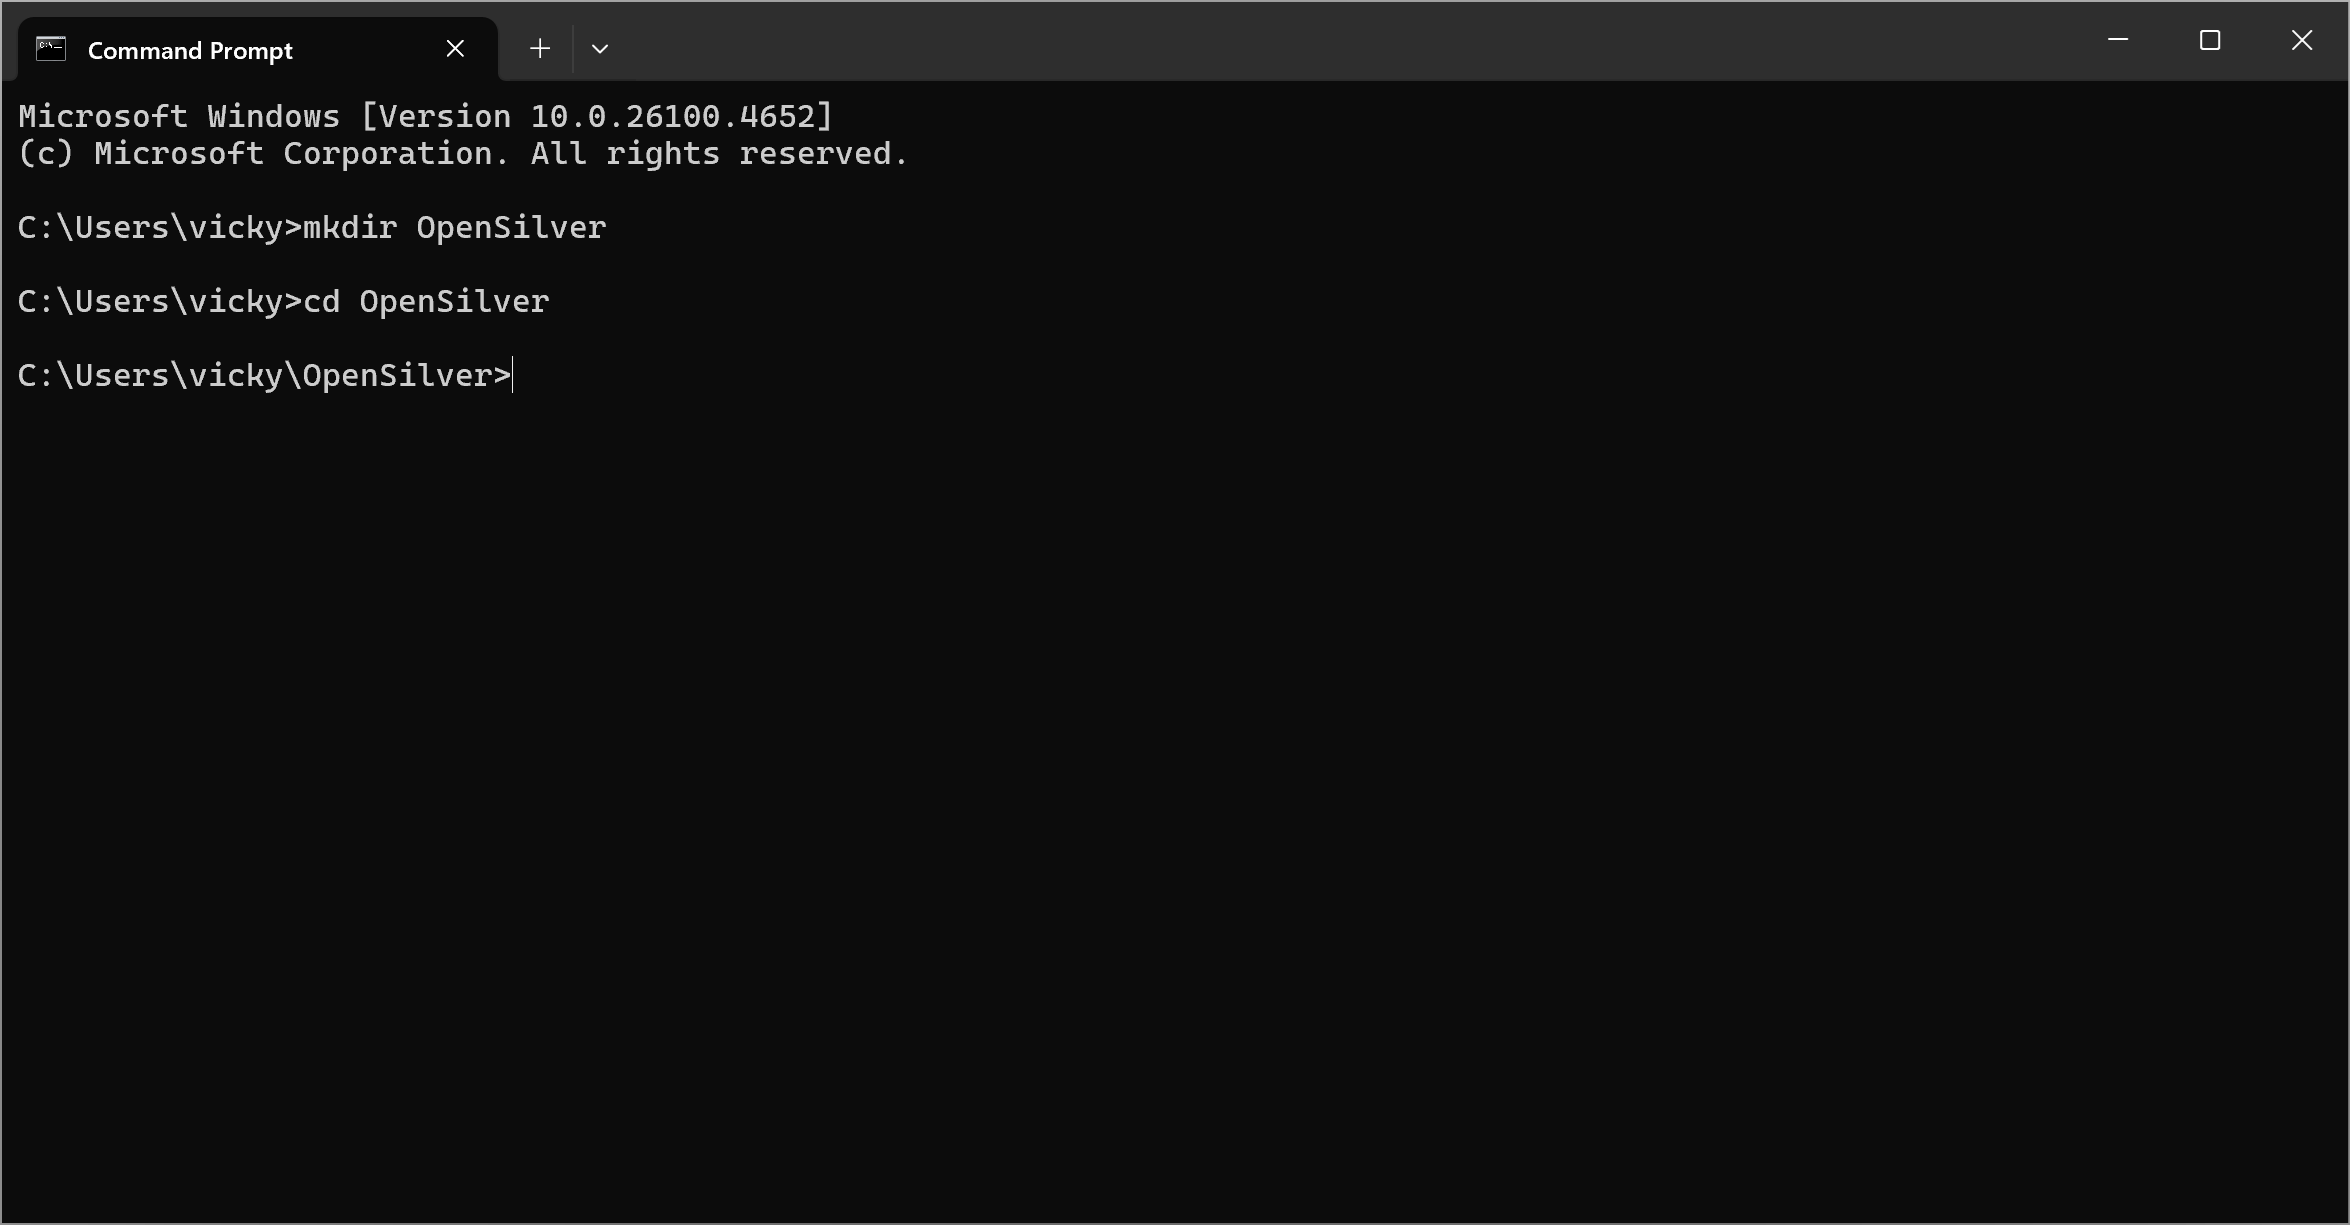 Command Prompt
Microsoft Windows [Version 10.0.26100.4652]
(c) Microsoft Corporation. All rights reserved.
C:\Users\vicky>mkdir OpenSilver
C:\Users\vicky>cd OpenSilver
C:\Users\vicky\OpenSilver>